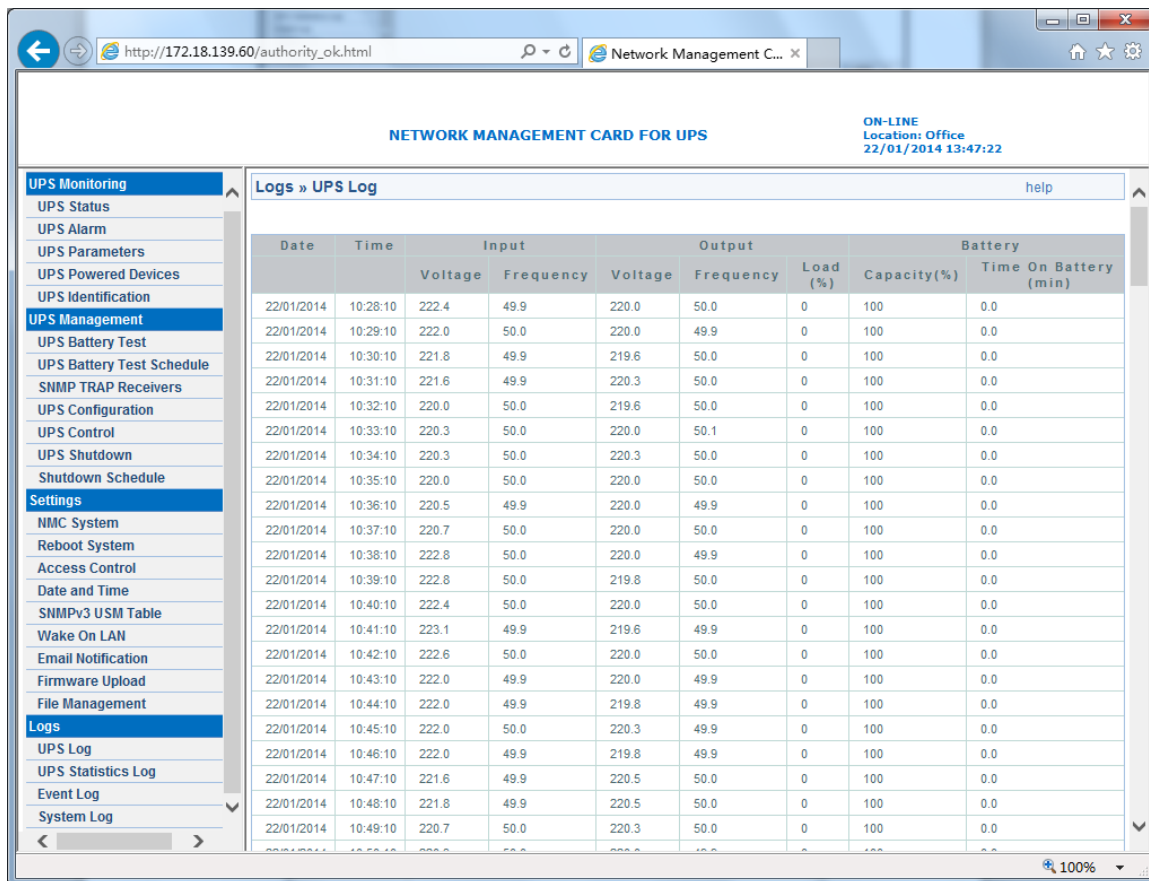 http://172.18.139.60/authority_ok.html
Network Management C...
NETWORK MANAGEMENT CARD FOR UPS
ON-LINE
Location: Office
22/01/2014 13:47:22
UPS Monitoring
UPS Status
UPS Alarm
UPS Parameters
UPS Powered Devices
UPS Identification
UPS Management
UPS Battery Test
UPS Battery Test Schedule
SNMP TRAP Receivers
UPS Configuration
UPS Control
UPS Shutdown
Shutdown Schedule
Settings
NMC System
Reboot System
Access Control
Date and Time
SNMPv3 USM Table
Wake On LAN
Email Notification
Firmware Upload
File Management
Logs
UPS Log
UPS Statistics Log
Event Log
System Log
Logs » UPS Log help
Date Time Input Output Battery
Voltage Frequency Voltage Frequency Load (%) Capacity(%) Time On Battery (min)
22/01/2014 10:28:10 222.4 49.9 220.0 50.0 0 100 0.0
22/01/2014 10:29:10 222.0 50.0 220.0 49.9 0 100 0.0
22/01/2014 10:30:10 221.8 49.9 219.6 50.0 0 100 0.0
22/01/2014 10:31:10 221.6 49.9 220.3 50.0 0 100 0.0
22/01/2014 10:32:10 220.0 50.0 219.6 50.0 0 100 0.0
22/01/2014 10:33:10 220.3 50.0 220.0 50.1 0 100 0.0
22/01/2014 10:34:10 220.3 50.0 220.3 50.0 0 100 0.0
22/01/2014 10:35:10 220.0 50.0 220.0 50.0 0 100 0.0
22/01/2014 10:36:10 220.5 49.9 220.0 49.9 0 100 0.0
22/01/2014 10:37:10 220.7 50.0 220.0 50.0 0 100 0.0
22/01/2014 10:38:10 222.8 50.0 220.0 49.9 0 100 0.0
22/01/2014 10:39:10 222.8 50.0 219.8 50.0 0 100 0.0
22/01/2014 10:40:10 222.4 50.0 220.0 50.0 0 100 0.0
22/01/2014 10:41:10 223.1 49.9 219.6 49.9 0 100 0.0
22/01/2014 10:42:10 222.6 50.0 220.0 50.0 0 100 0.0
22/01/2014 10:43:10 222.0 49.9 220.0 49.9 0 100 0.0
22/01/2014 10:44:10 222.0 49.9 219.8 49.9 0 100 0.0
22/01/2014 10:45:10 222.0 50.0 220.3 49.9 0 100 0.0
22/01/2014 10:46:10 222.0 49.9 219.8 49.9 0 100 0.0
22/01/2014 10:47:10 221.6 49.9 220.5 50.0 0 100 0.0
22/01/2014 10:48:10 221.8 49.9 220.5 50.0 0 100 0.0
22/01/2014 10:49:10 220.7 50.0 220.3 50.0 0 100 0.0
100%